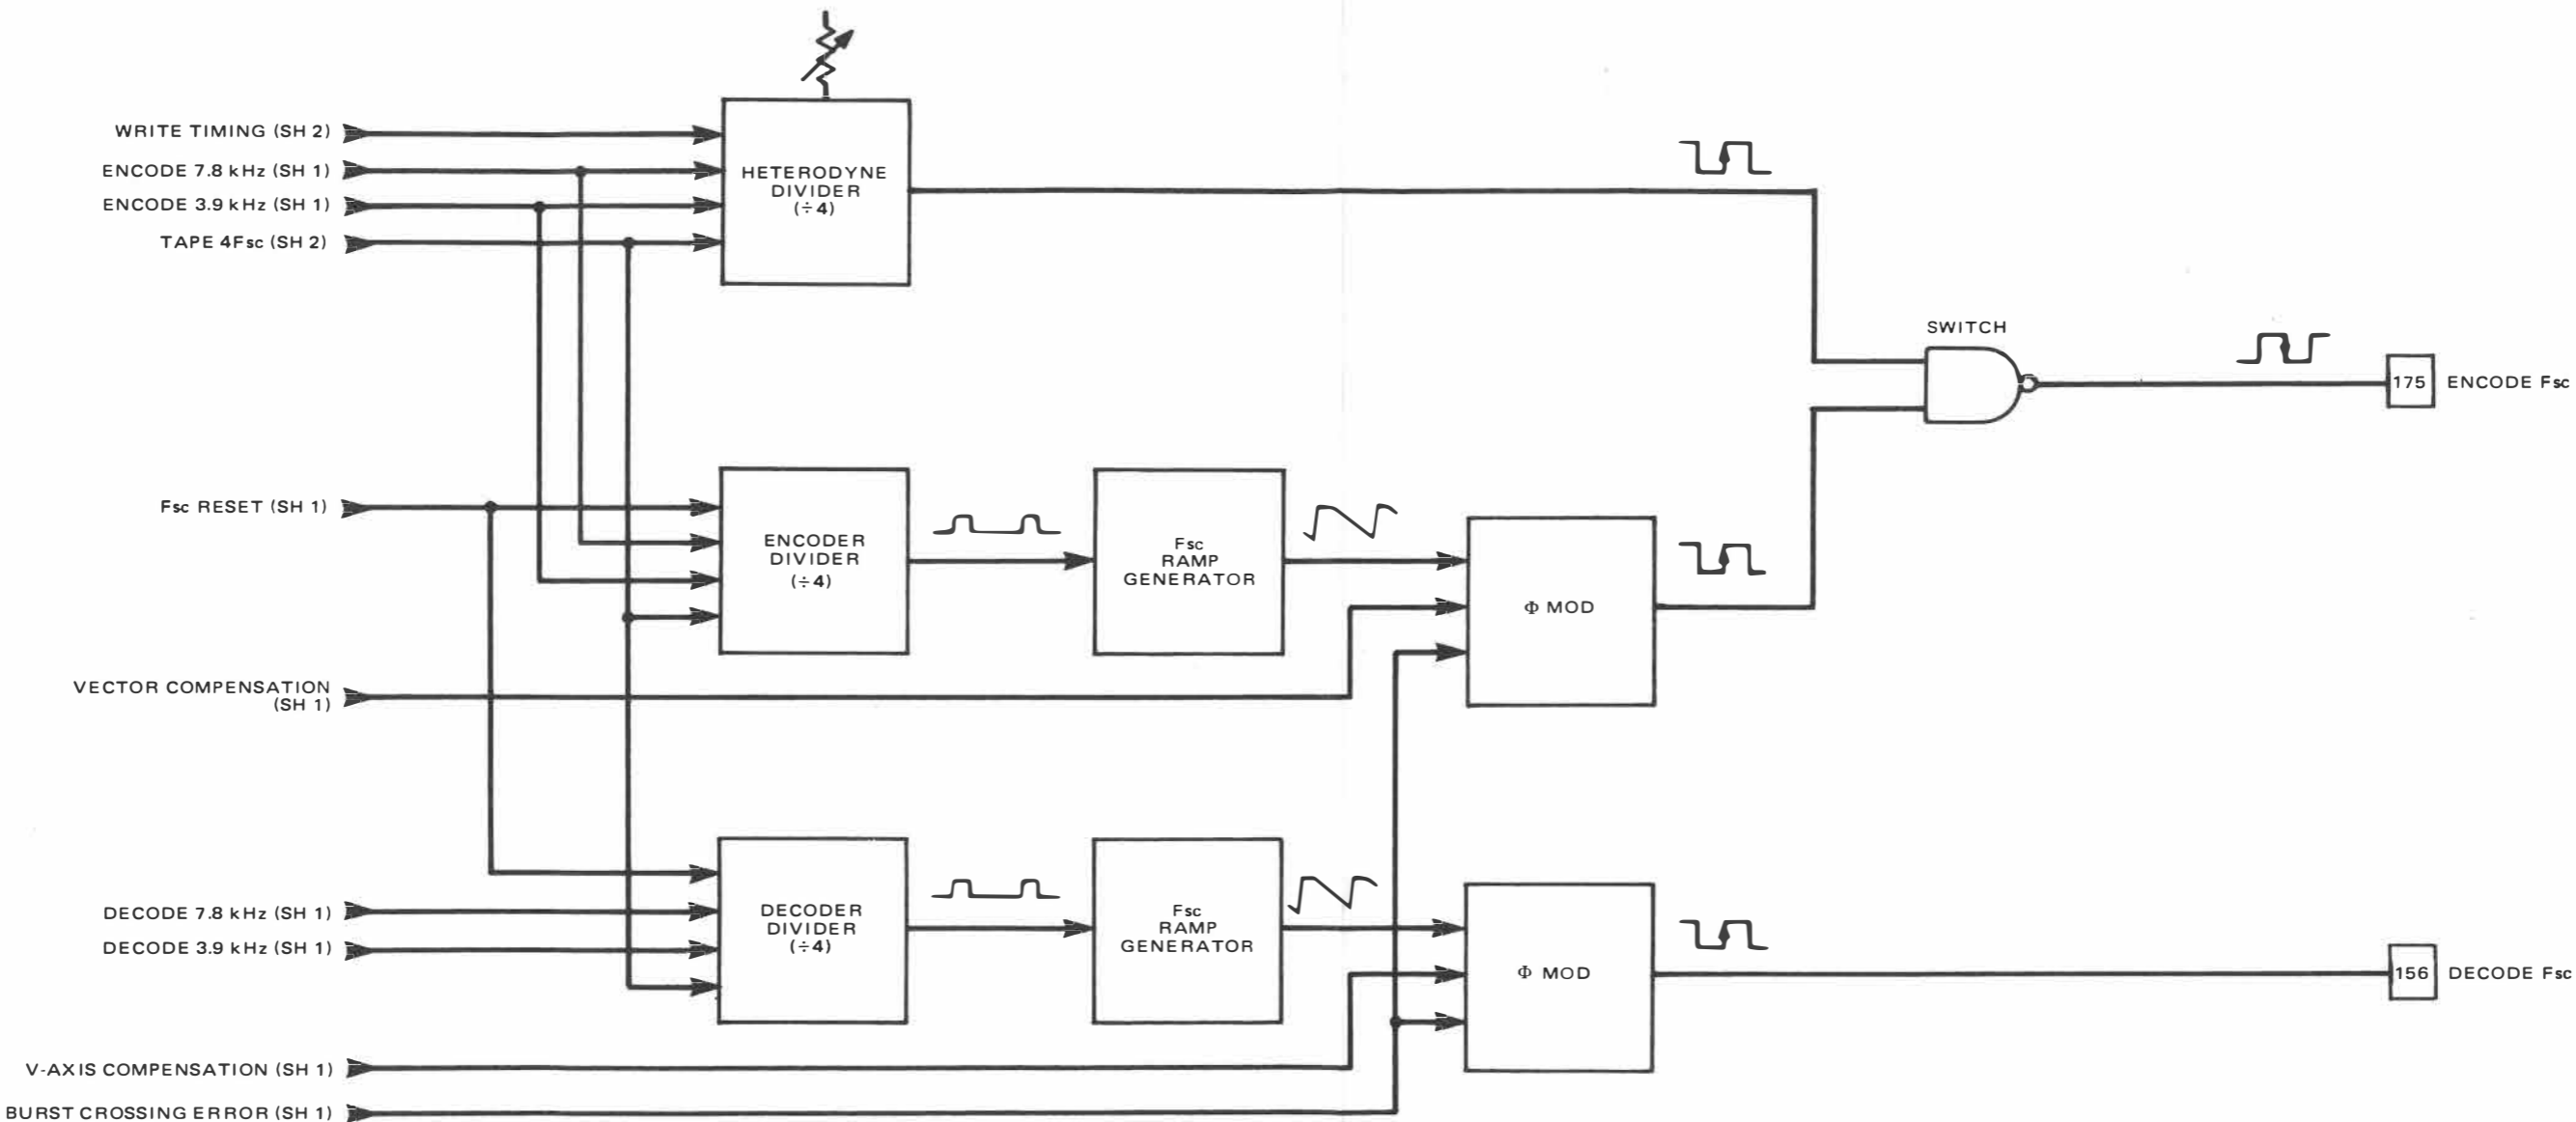 WRITE TIMING (SH 2)
ENCODE 7.8 kHz (SH 1)
ENCODE 3.9 kHz (SH 1)
TAPE 4Fsc (SH 2)
HETERODYNE
DIVIDER
(÷4)
SWITCH
175 ENCODE Fsc
Fsc RESET (SH 1)
ENCODER
DIVIDER
(÷4)
Fsc
RAMP
GENERATOR
Φ MOD
VECTOR COMPENSATION
(SH 1)
DECODE 7.8 kHz (SH 1)
DECODE 3.9 kHz (SH 1)
DECODER
DIVIDER
(÷4)
Fsc
RAMP
GENERATOR
Φ MOD
156 DECODE Fsc
V-AXIS COMPENSATION (SH 1)
BURST CROSSING ERROR (SH 1)